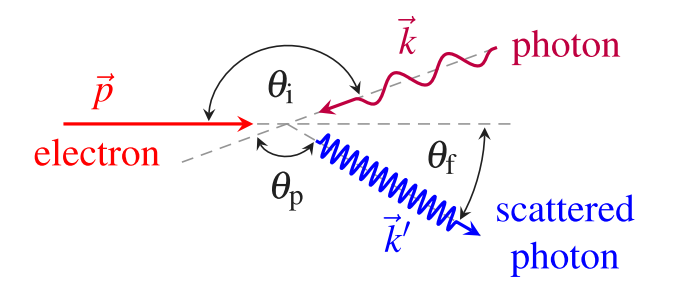 k⃗
photon
θi
p⃗
electron
θf
θp
k⃗′
scattered
photon